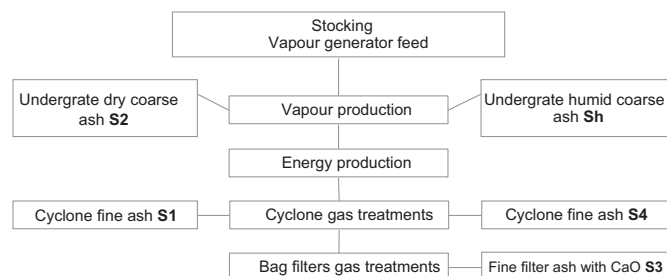 Stocking
Vapour generator feed
Undergrate dry coarse
ash S2
Vapour production
Undergrate humid coarse
ash Sh
Energy production
Cyclone fine ash S1
Cyclone gas treatments
Cyclone fine ash S4
Bag filters gas treatments
Fine filter ash with CaO S3